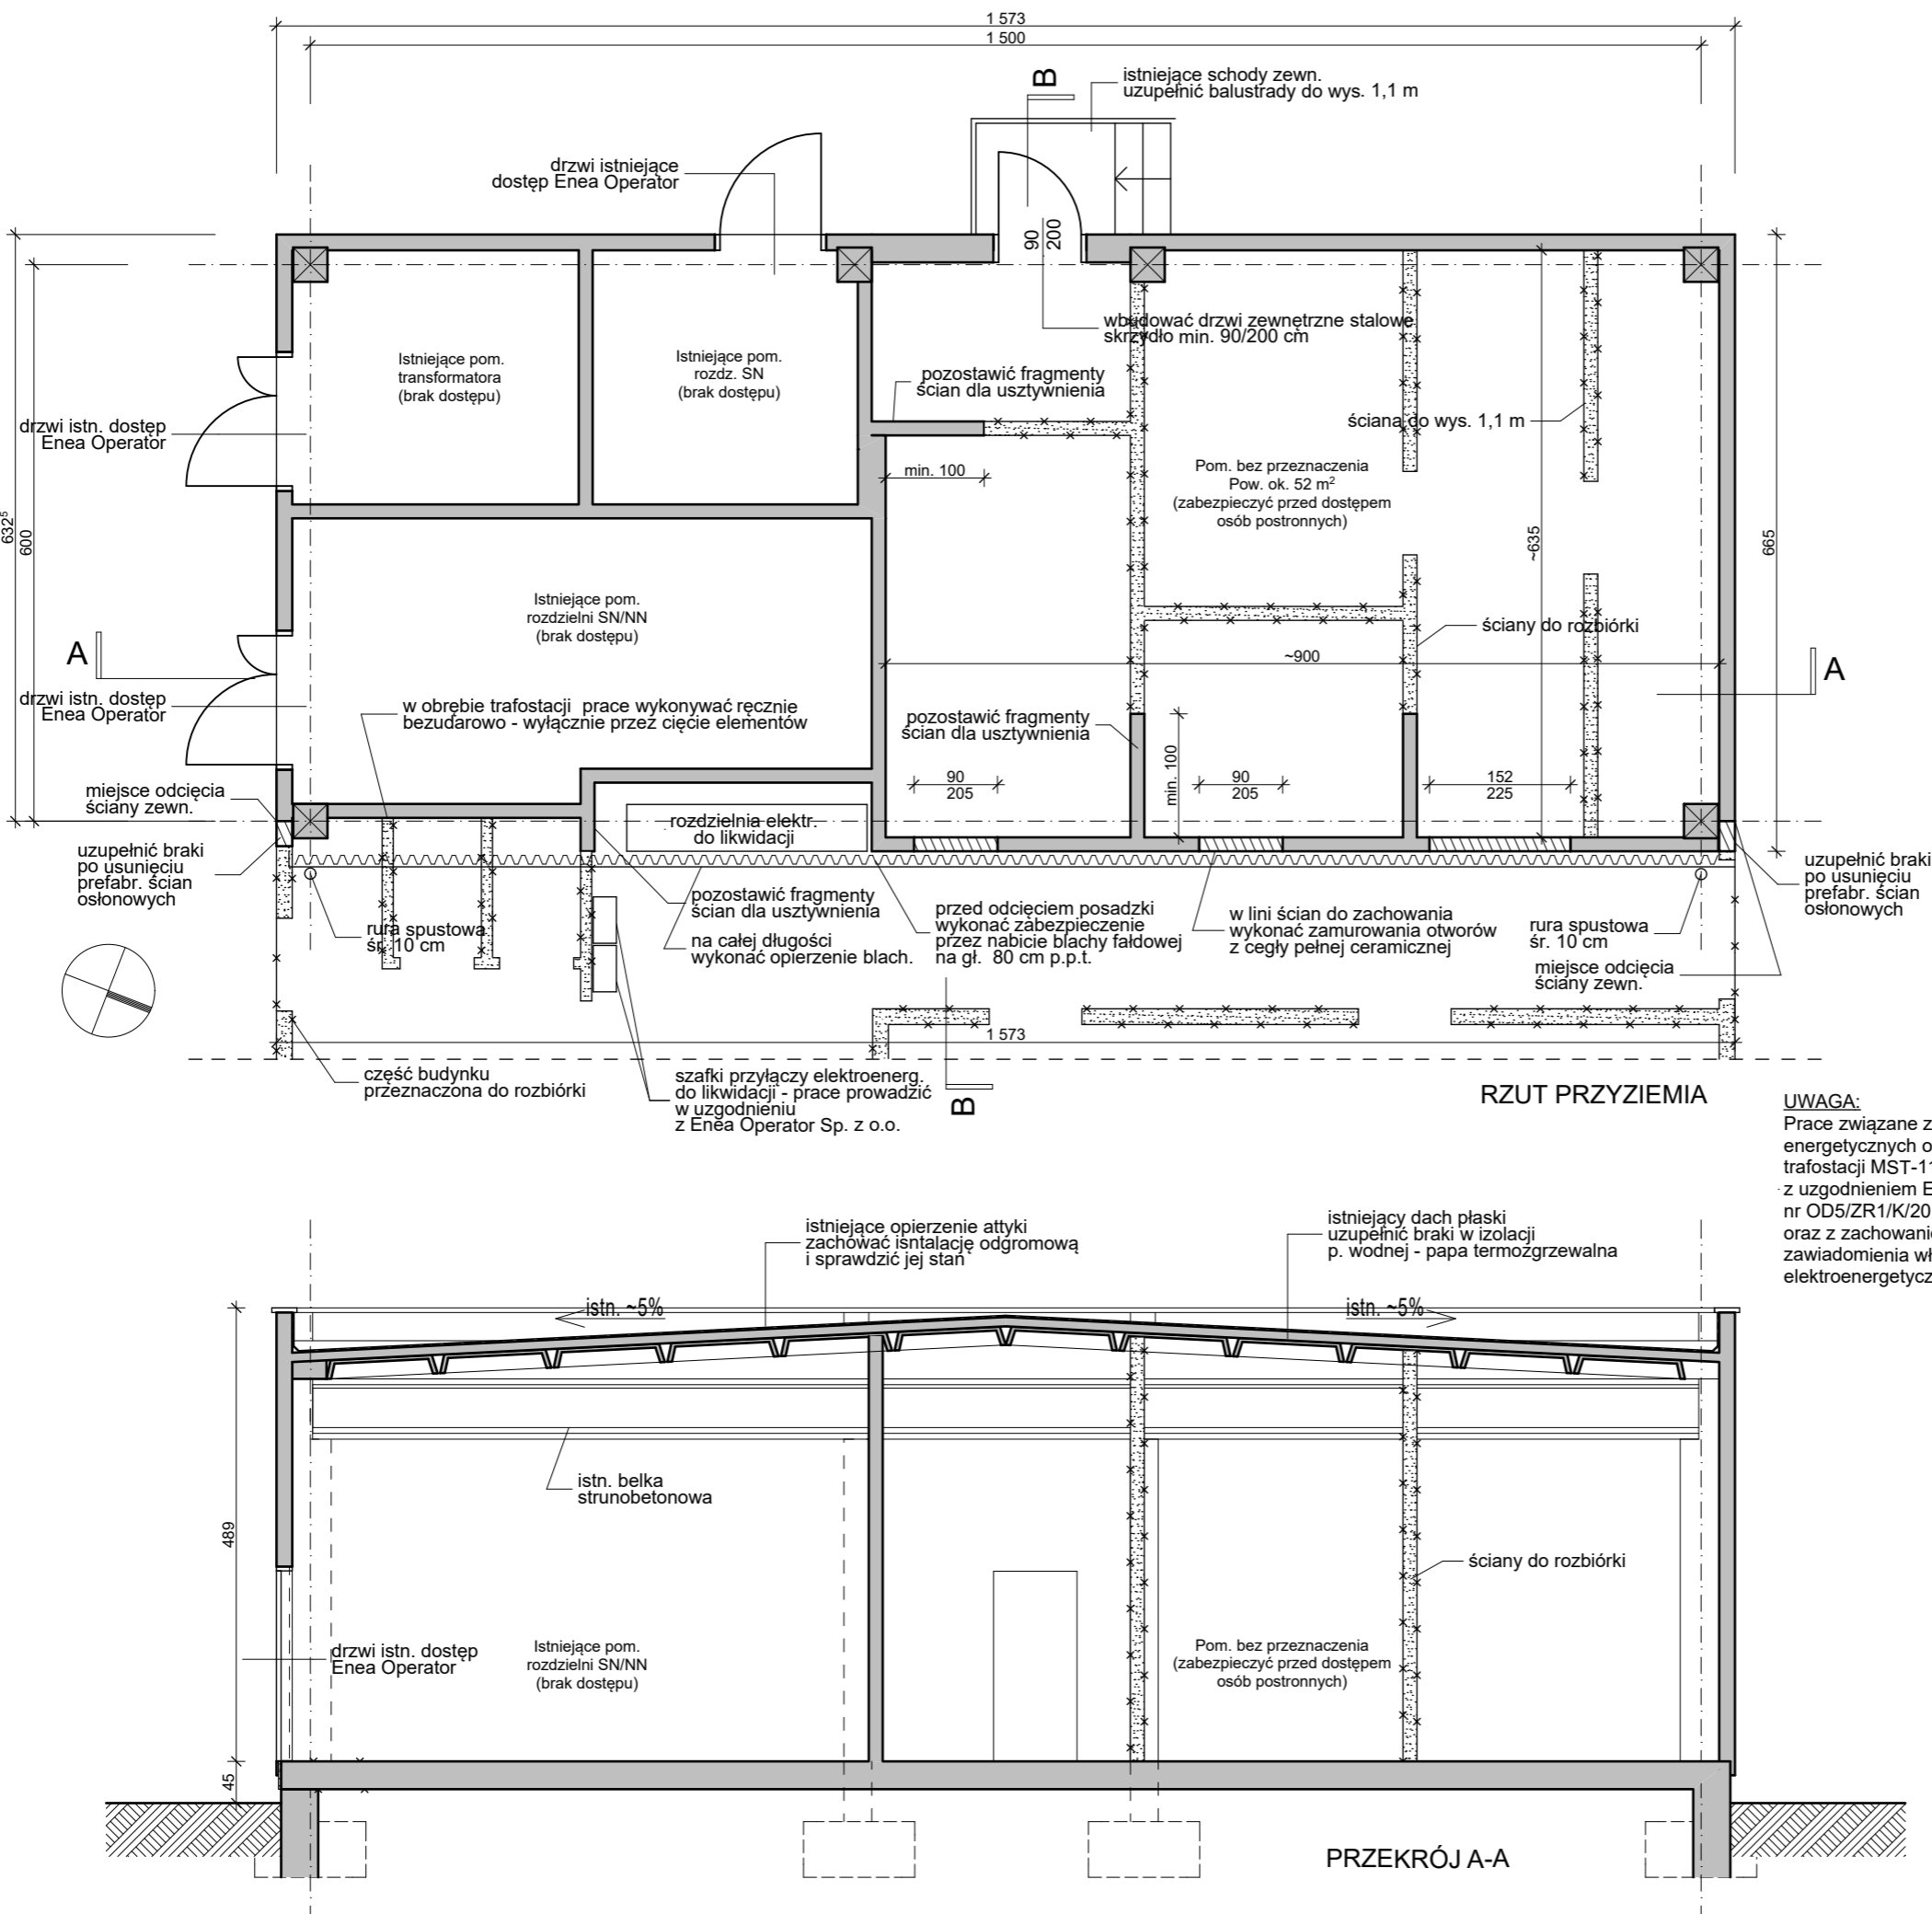 1 573
1 500
B
istniejące schody zewn.
uzupełnić balustrady do wys. 1,1 m
drzwi istniejące
dostęp Enea Operator
90
200
wbudować drzwi zewnętrzne stalowe
skrzydło min. 90/200 cm
Istniejące pom.
transformatora
(brak dostępu)
Istniejące pom.
rozdz. SN
(brak dostępu)
pozostawić fragmenty
ścian dla usztywnienia
ściana do wys. 1,1 m
drzwi istn. dostęp
Enea Operator
min. 100
Pom. bez przeznaczenia
Pow. ok. 52 m²
(zabezpieczyć przed dostępem
osób postronnych)
632⁵
600
~635
665
Istniejące pom.
rozdzielni SN/NN
(brak dostępu)
ściany do rozbiórki
A
~900
A
drzwi istn. dostęp
Enea Operator
w obrębie trafostacji prace wykonywać ręcznie
bezudarowo - wyłącznie przez cięcie elementów
pozostawić fragmenty
ścian dla usztywnienia
min. 100
90
205
90
205
152
225
miejsce odcięcia
ściany zewn.
rozdzielnia elektr.
do likwidacji
uzupełnić braki
po usunięciu
prefabr. ścian
osłonowych
uzupełnić braki
po usunięciu
prefabr. ścian
osłonowych
rura spustowa
śr. 10 cm
pozostawić fragmenty
ścian dla usztywnienia
na całej długości
wykonać opierzenie blach.
przed odcięciem posadzki
wykonać zabezpieczenie
przez nabicie blachy fałdowej
na gł. 80 cm p.p.t.
w lini ścian do zachowania
wykonać zamurowania otworów
z cegły pełnej ceramicznej
rura spustowa
śr. 10 cm
miejsce odcięcia
ściany zewn.
1 573
część budynku
przeznaczona do rozbiórki
szafki przyłączy elektroenerg.
do likwidacji - prace prowadzić
w uzgodnieniu
z Enea Operator Sp. z o.o.
B
RZUT PRZYZIEMIA
UWAGA:
Prace związane z
energetycznych o
trafostacji MST-11
z uzgodnieniem E
nr OD5/ZR1/K/20
oraz z zachowani
zawiadomienia wł
elektroenergetycz
istniejące opierzenie attyki
zachować isntalację odgromową
i sprawdzić jej stan
istniejący dach płaski
uzupełnić braki w izolacji
p. wodnej - papa termozgrzewalna
istn. ~5%
istn. ~5%
istn. belka
strunobetonowa
489
ściany do rozbiórki
drzwi istn. dostęp
Enea Operator
Istniejące pom.
rozdzielni SN/NN
(brak dostępu)
Pom. bez przeznaczenia
(zabezpieczyć przed dostępem
osób postronnych)
45
PRZEKRÓJ A-A